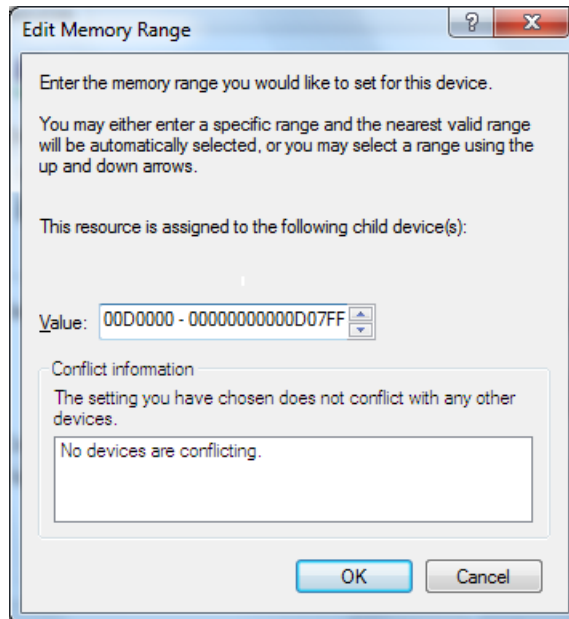 Edit Memory Range
?
Enter the memory range you would like to set for this device.
You may either enter a specific range and the nearest valid range
will be automatically selected, or you may select a range using the
up and down arrows.
This resource is assigned to the following child device(s):
Value: 00D0000 - 00000000000D07FF
Conflict information
The setting you have chosen does not conflict with any other
devices.
No devices are conflicting.
OK Cancel